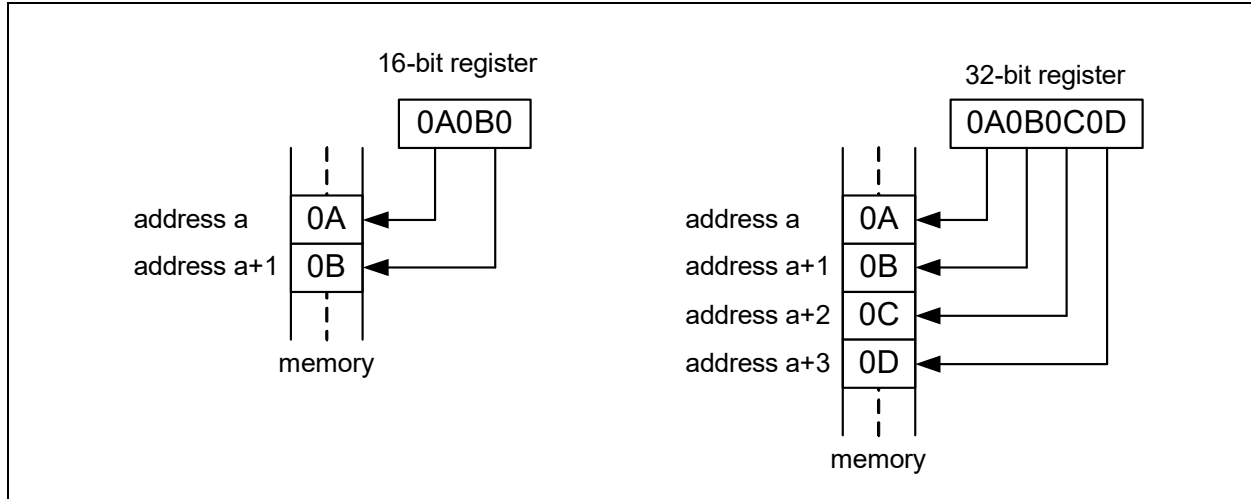 16-bit register
0A0B0
address a
0A
address a+1
0B
memory
32-bit register
0A0B0C0D
address a
0A
address a+1
0B
address a+2
0C
address a+3
0D
memory